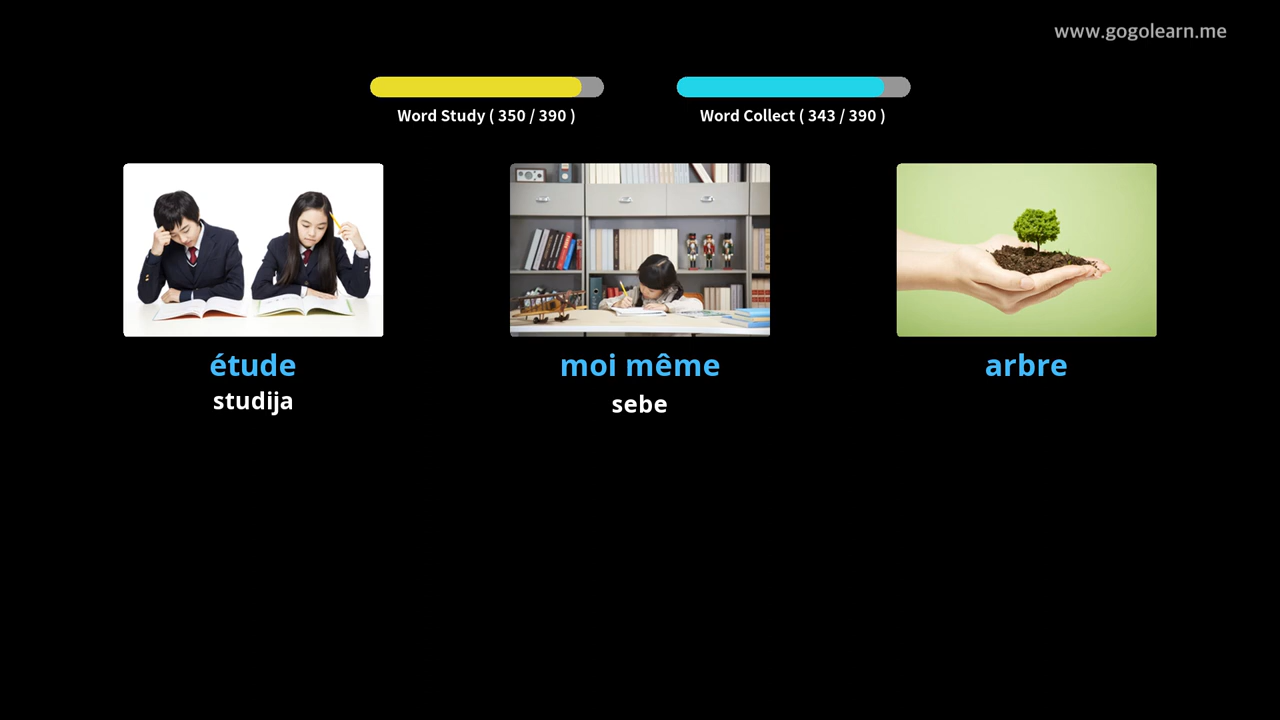 www.gogolearn.me
Word Study ( 350 / 390 )
Word Collect ( 343 / 390 )
étude
moi même
arbre
studija
sebe